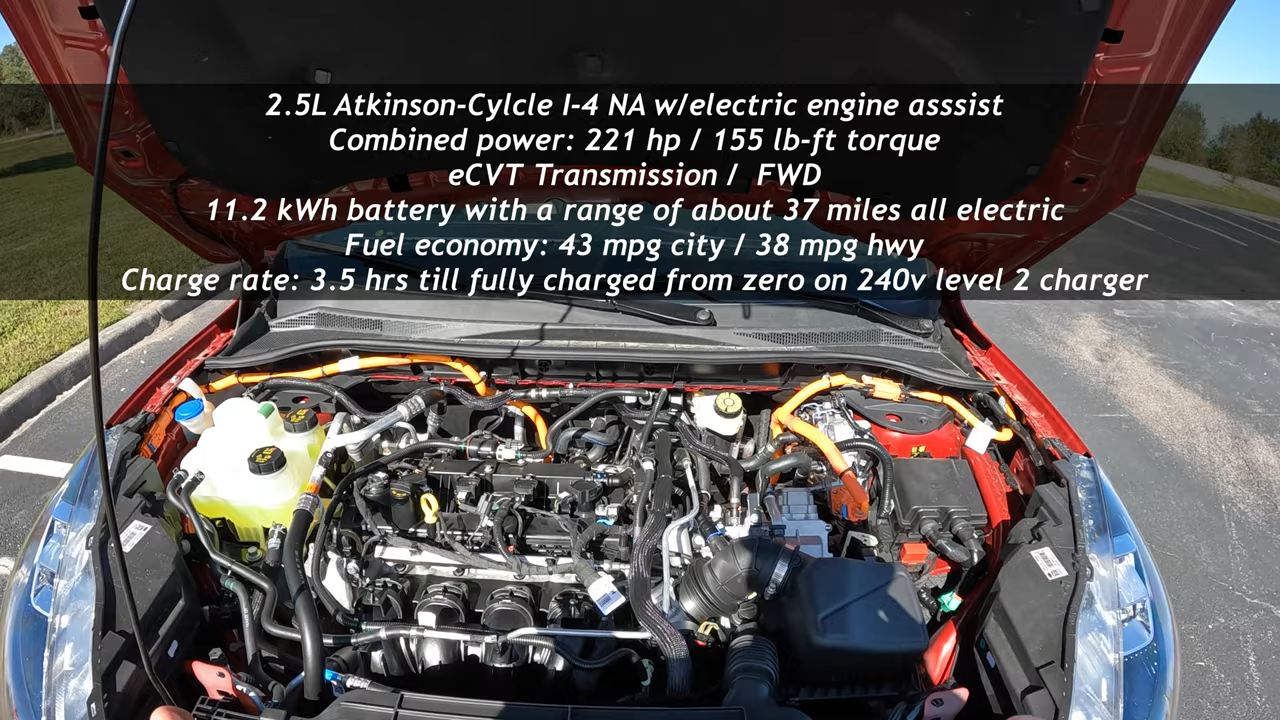 2.5L Atkinson-Cylcle I-4 NA w/electric engine asssist
Combined power: 221 hp / 155 lb-ft torque
eCVT Transmission / FWD
11.2 kWh battery with a range of about 37 miles all electric
Fuel economy: 43 mpg city / 38 mpg hwy
Charge rate: 3.5 hrs till fully charged from zero on 240v level 2 charger